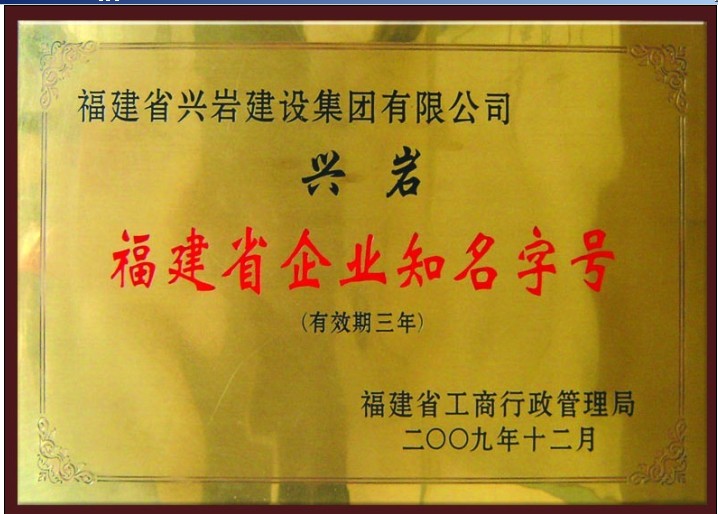 福建省兴岩建设集团有限公司
兴岩
福建省企业知名字号
(有效期三年)
福建省工商行政管理局
二〇〇九年十二月